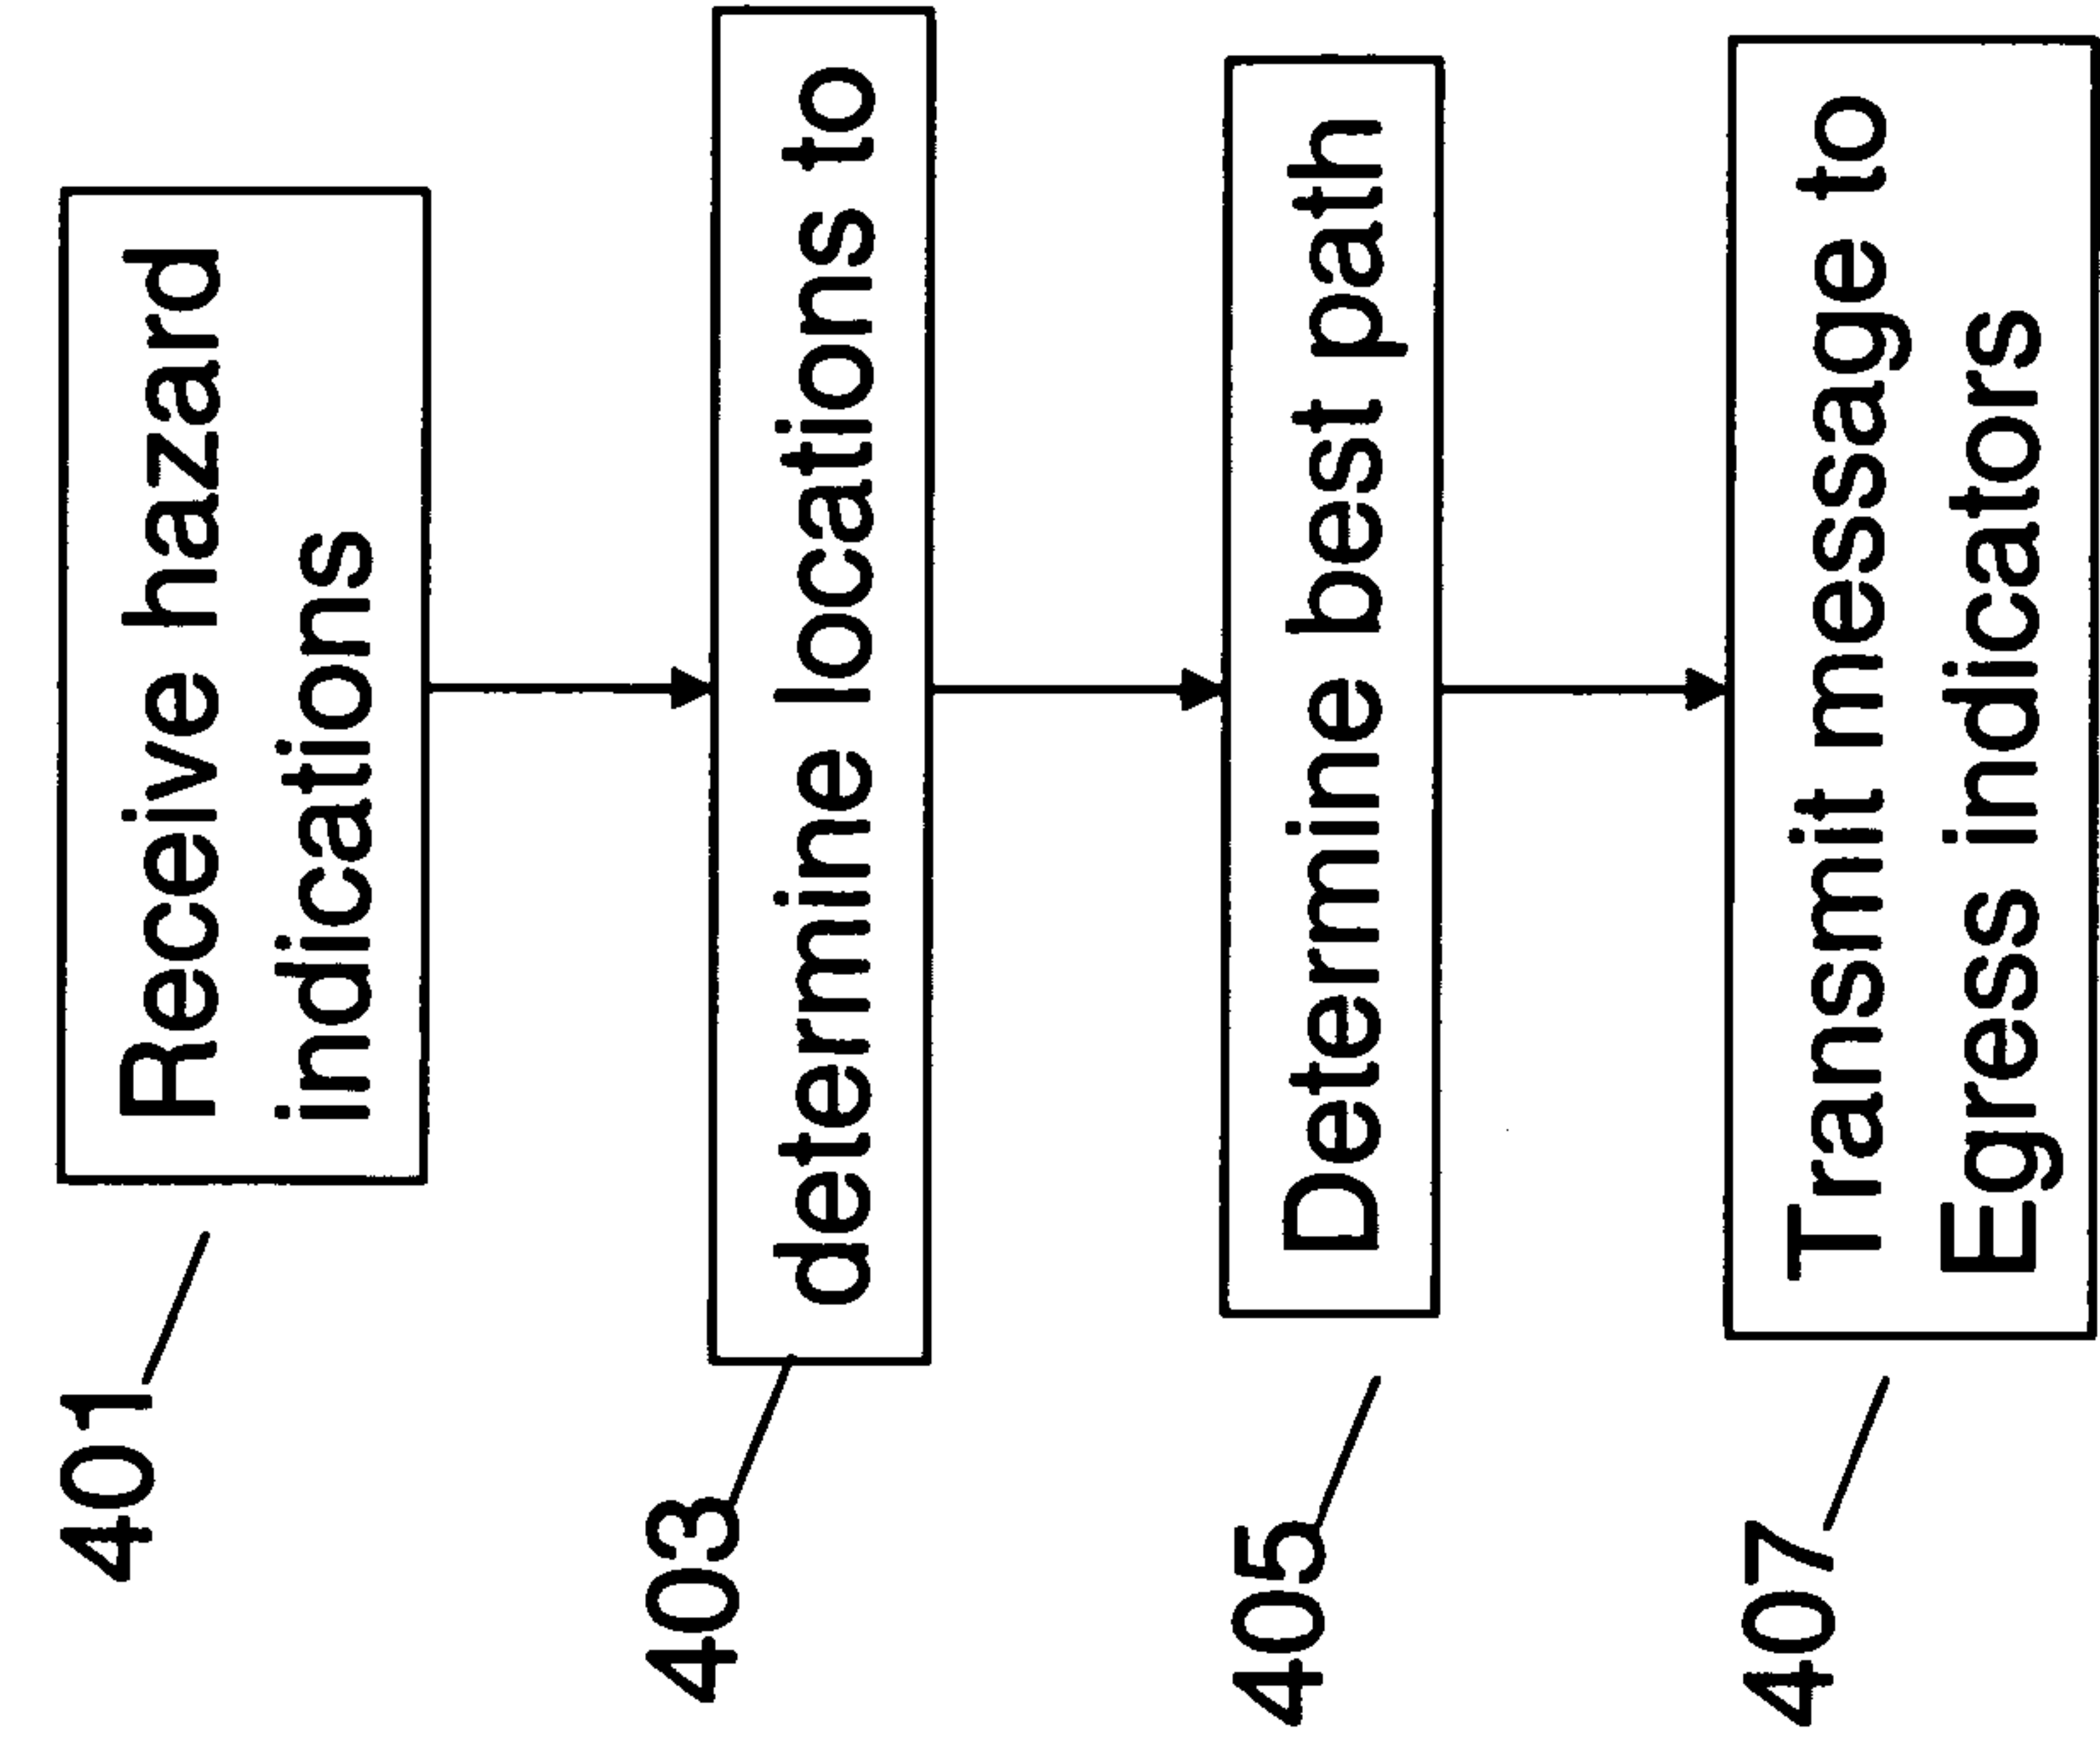 401
Receive hazard
indications
403
determine locations to
405
Determine best path
407
Transmit message to
Egress indicators